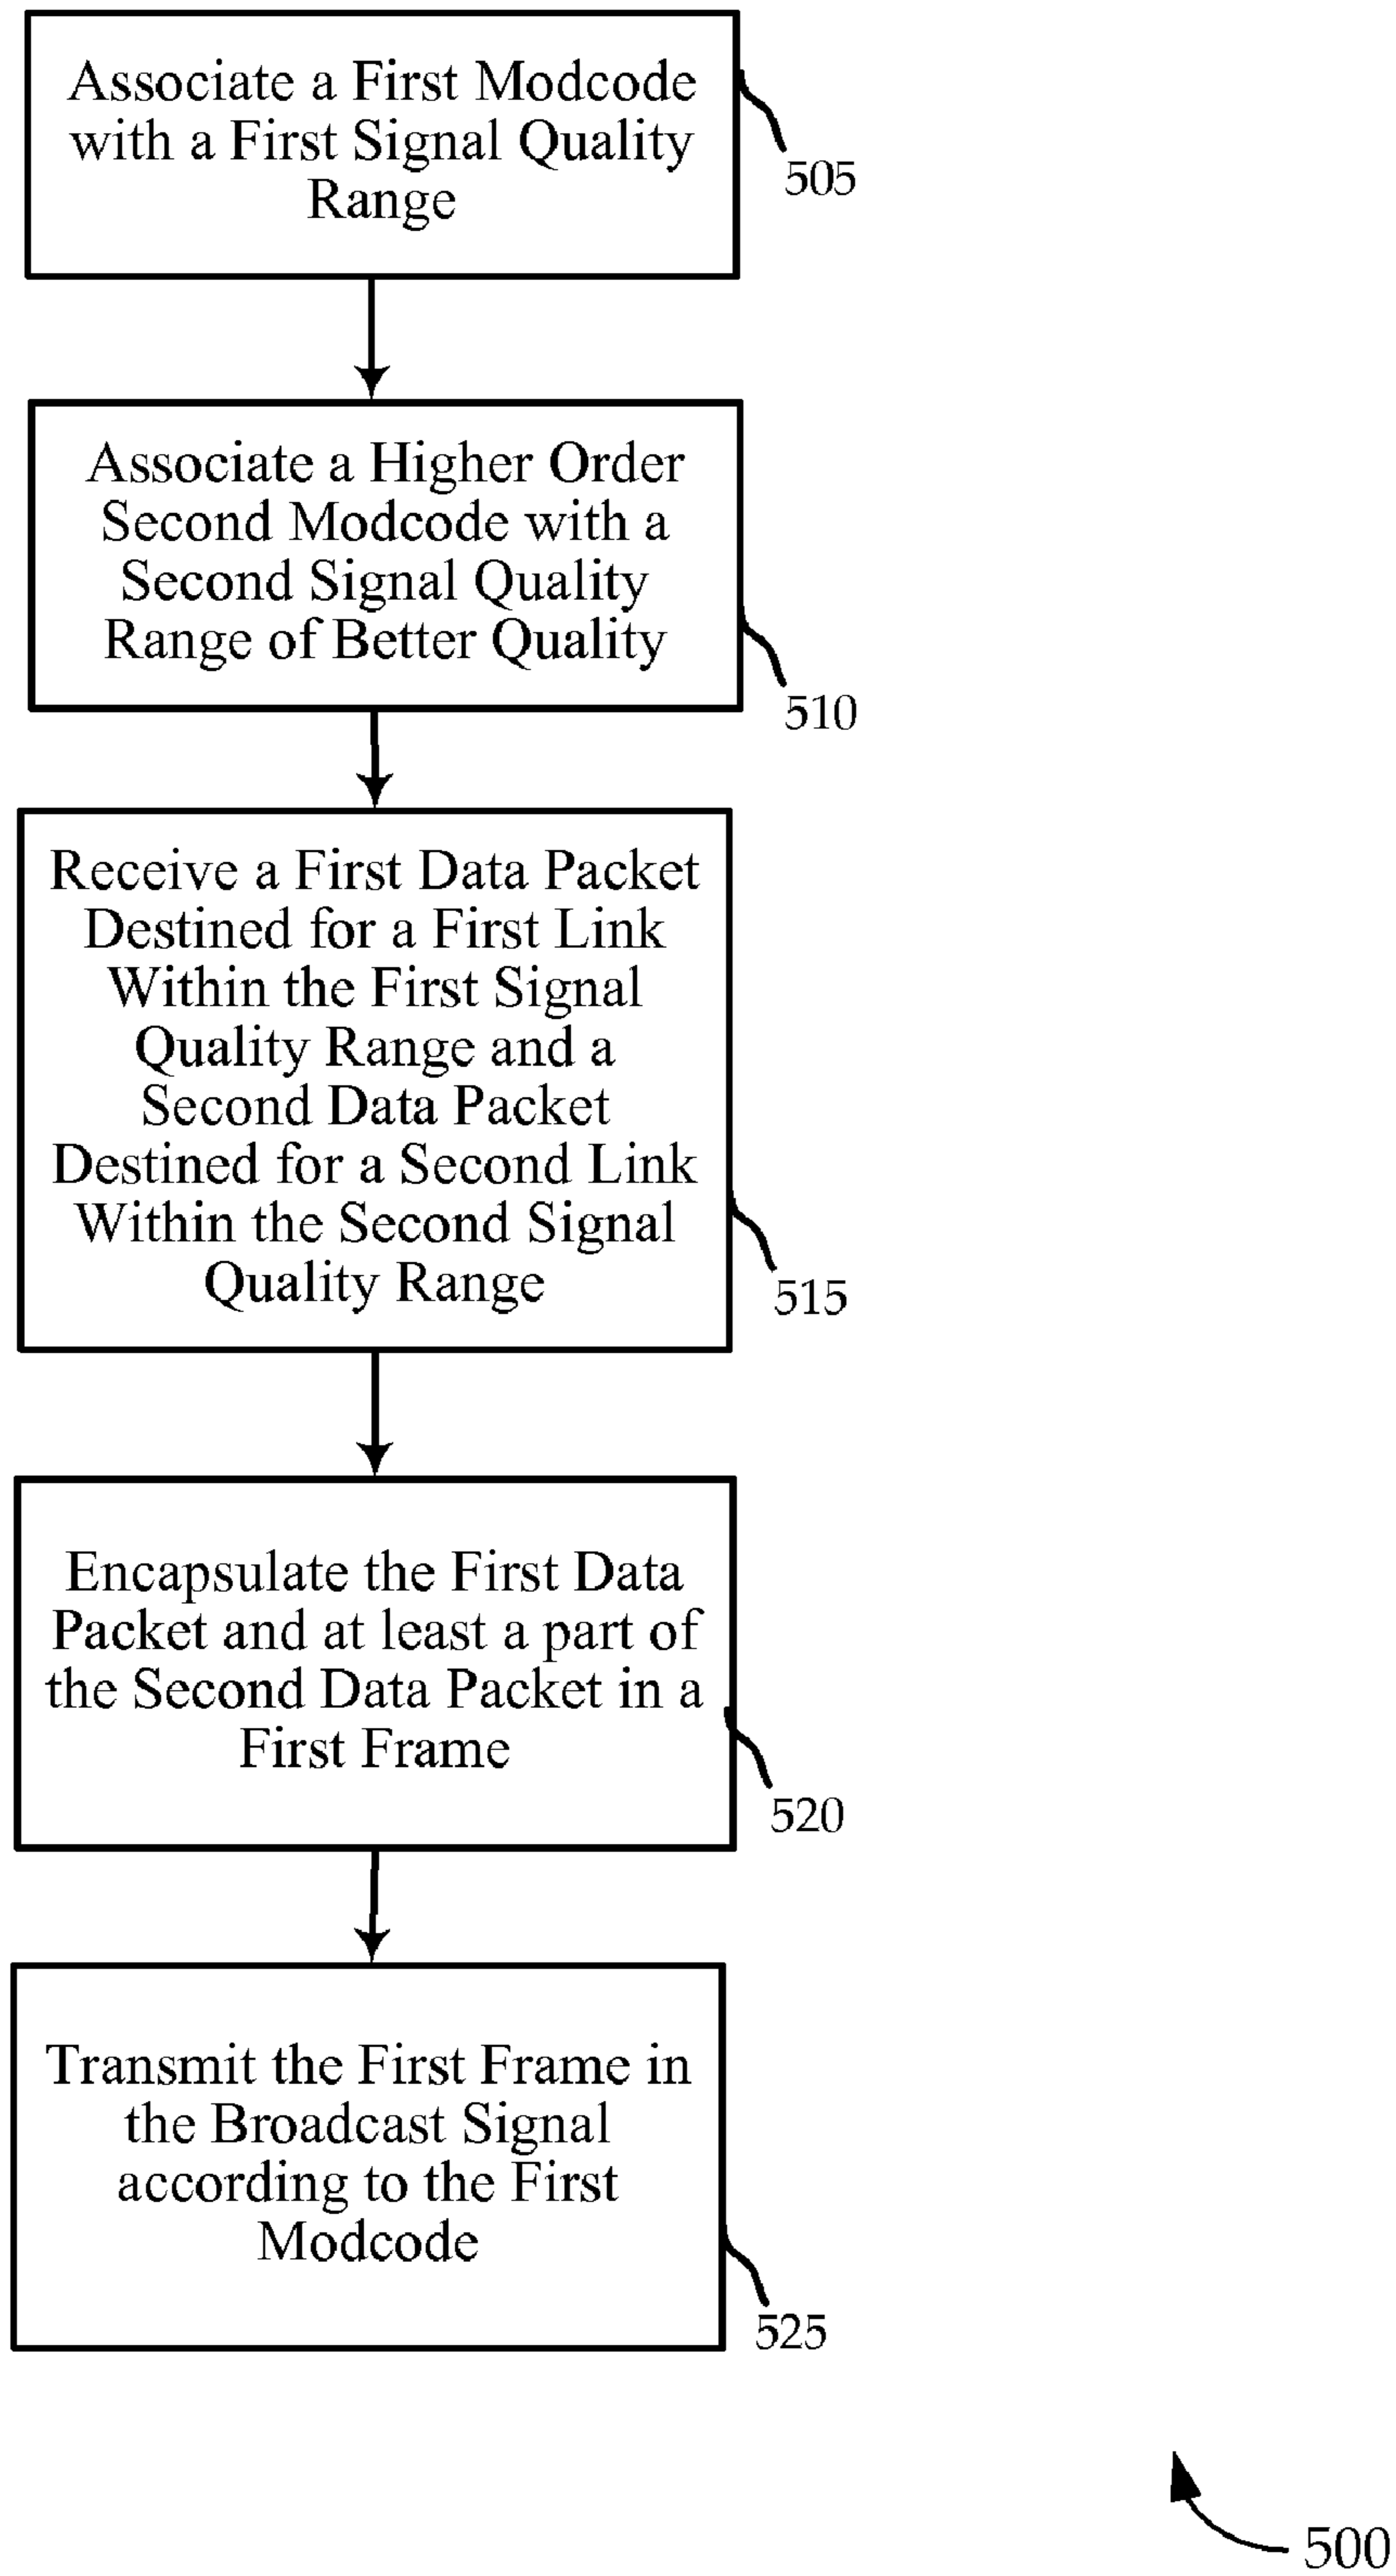 Associate a First Modcode
with a First Signal Quality
Range
505
Associate a Higher Order
Second Modcode with a
Second Signal Quality
Range of Better Quality
510
Receive a First Data Packet
Destined for a First Link
Within the First Signal
Quality Range and a
Second Data Packet
Destined for a Second Link
Within the Second Signal
Quality Range
515
Encapsulate the First Data
Packet and at least a part of
the Second Data Packet in a
First Frame
520
Transmit the First Frame in
the Broadcast Signal
according to the First
Modcode
525
500